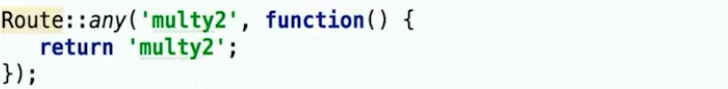 Route::any('multy2', function() {
   return 'multy2';
});